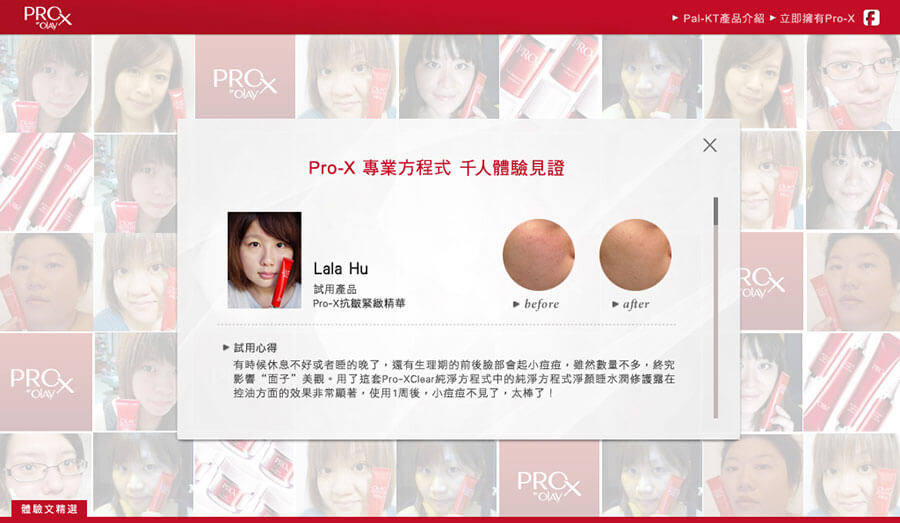 PROX
BY OLAY
Pal-KT產品介紹
立即擁有Pro-X
PROX
BY OLAY
Pro-X 專業方程式 千人體驗見證
Lala Hu
試用產品
Pro-X抗皺緊緻精華
before
after
試用心得
有時候休息不好或者睡的晚了，還有生理期的前後臉部會起小痘痘，雖然數量不多，終究
影響“面子”美觀。用了這套Pro-XClear純淨方程式中的純淨方程式淨顏睡水潤修護露在
控油方面的效果非常顯著，使用1周後，小痘痘不見了，太棒了！
PROX
BY OLAY
PROX
BY OLAY
體驗文精選